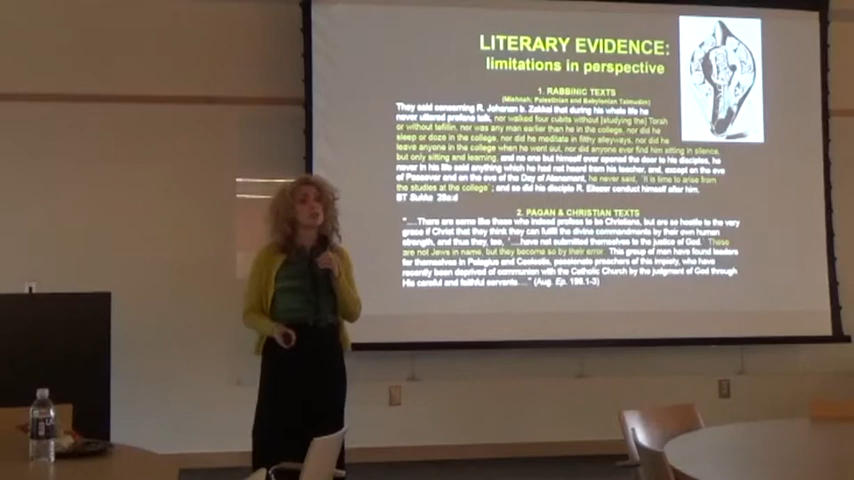 LITERARY EVIDENCE:
limitations in perspective
1. RABBINIC TEXTS
(Mishnah, Palestinian and Babylonian Talmudim)
They said concerning R. Johanan b. Zakkai that during his whole life he
never uttered profane talk, nor walked four cubits without [studying the] Torah
or without tefillin, nor was any man earlier than he in the college, nor did he
sleep or doze in the college, nor did he meditate in filthy alleyways, nor did he
leave anyone in the college when he went out, nor did anyone ever find him sitting in silence,
but only sitting and learning, and no one but himself ever opened the door to his disciples,
never in his life said anything which he had not heard from his teacher, and, except on the eve
of Passover and on the eve of the Day of Atonement, he never said, 'it is time to arise from
the studies at the college'; and so did his disciple R. Eliezer conduct himself after him.
BT Sukka 28a.d
2. PAGAN & CHRISTIAN TEXTS
"....There are some like these who indeed profess to be Christians, but are so hostile to the very
grace if Christ that they think they can fulfill the divine commandments by their own human
strength, and thus they, too, '....have not submitted themselves to the justice of God.' These
are not Jews in name, but they become so by their error. This group of men have found leaders
for themselves in Pelagius and Caelestis, passionate preachers of this impiety, who have
recently been deprived of communion with the Catholic Church by the judgment of God through
His careful and faithful servants...." (Aug. Ep. 196.1-3)